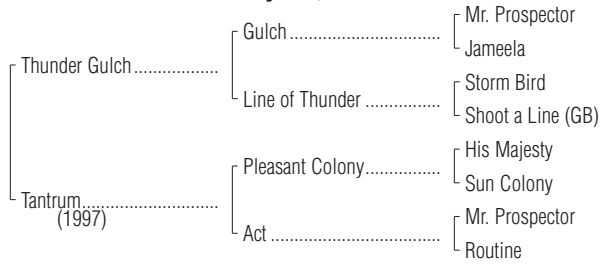 Mr. Prospector
Gulch..............................
Jameela
Thunder Gulch.................
Storm Bird
Line of Thunder ...............
Shoot a Line (GB)
His Majesty
Pleasant Colony...............
Sun Colony
Tantrum...........................
(1997)
Mr. Prospector
Act ..................................
Routine